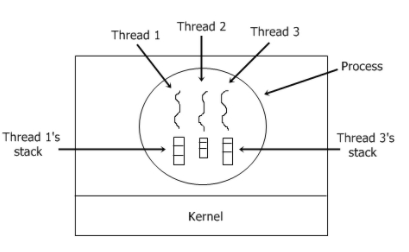 Thread 2
Thread 1
Thread 3
Process
Thread 1's
stack
Thread 3's
stack
Kernel